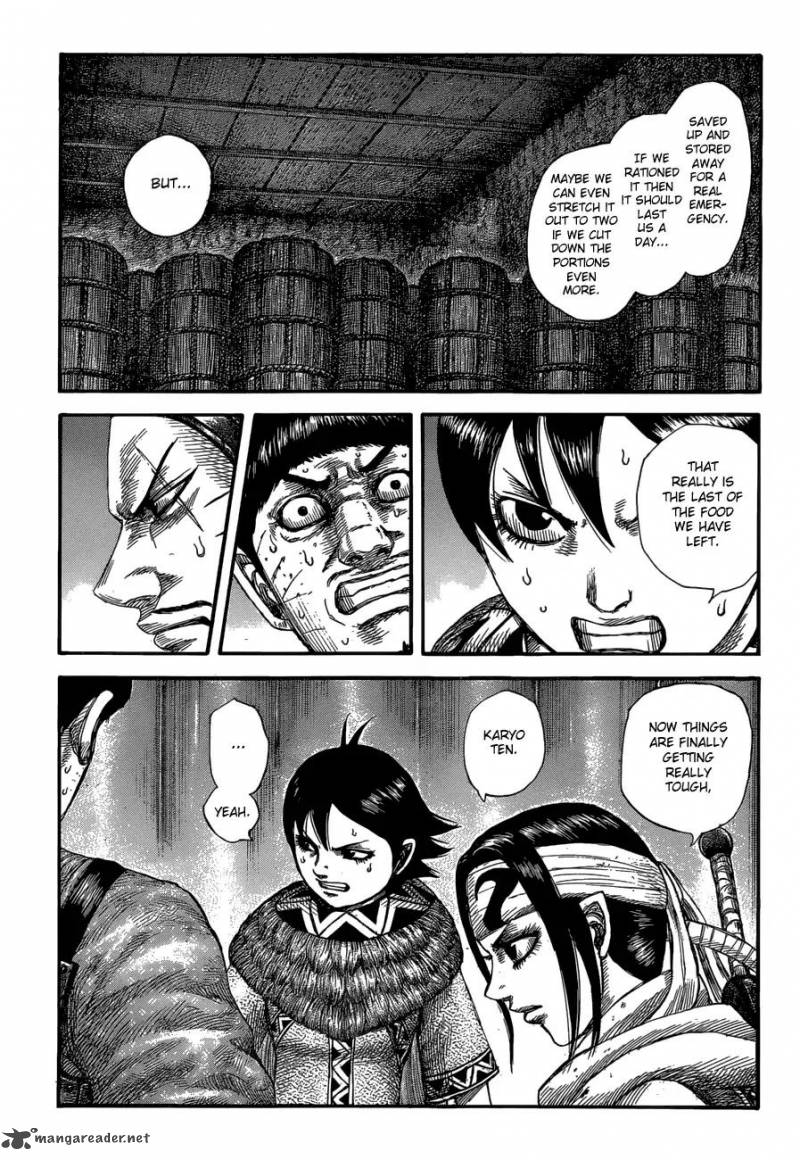 SAVED
UP AND
STORED
AWAY
FOR A
REAL
EMER-
GENCY.
IF WE
RATIONED
IT THEN
IT SHOULD
LAST
US A
DAY...
MAYBE WE
CAN EVEN
STRETCH IT
OUT TO TWO
IF WE CUT
DOWN THE
PORTIONS
EVEN
MORE.
BUT...
THAT
REALLY IS
THE LAST OF
THE FOOD
WE HAVE
LEFT.
NOW THINGS
ARE FINALLY
GETTING
REALLY
TOUGH,
KARYO
TEN.
...
YEAH.
mangareader.net